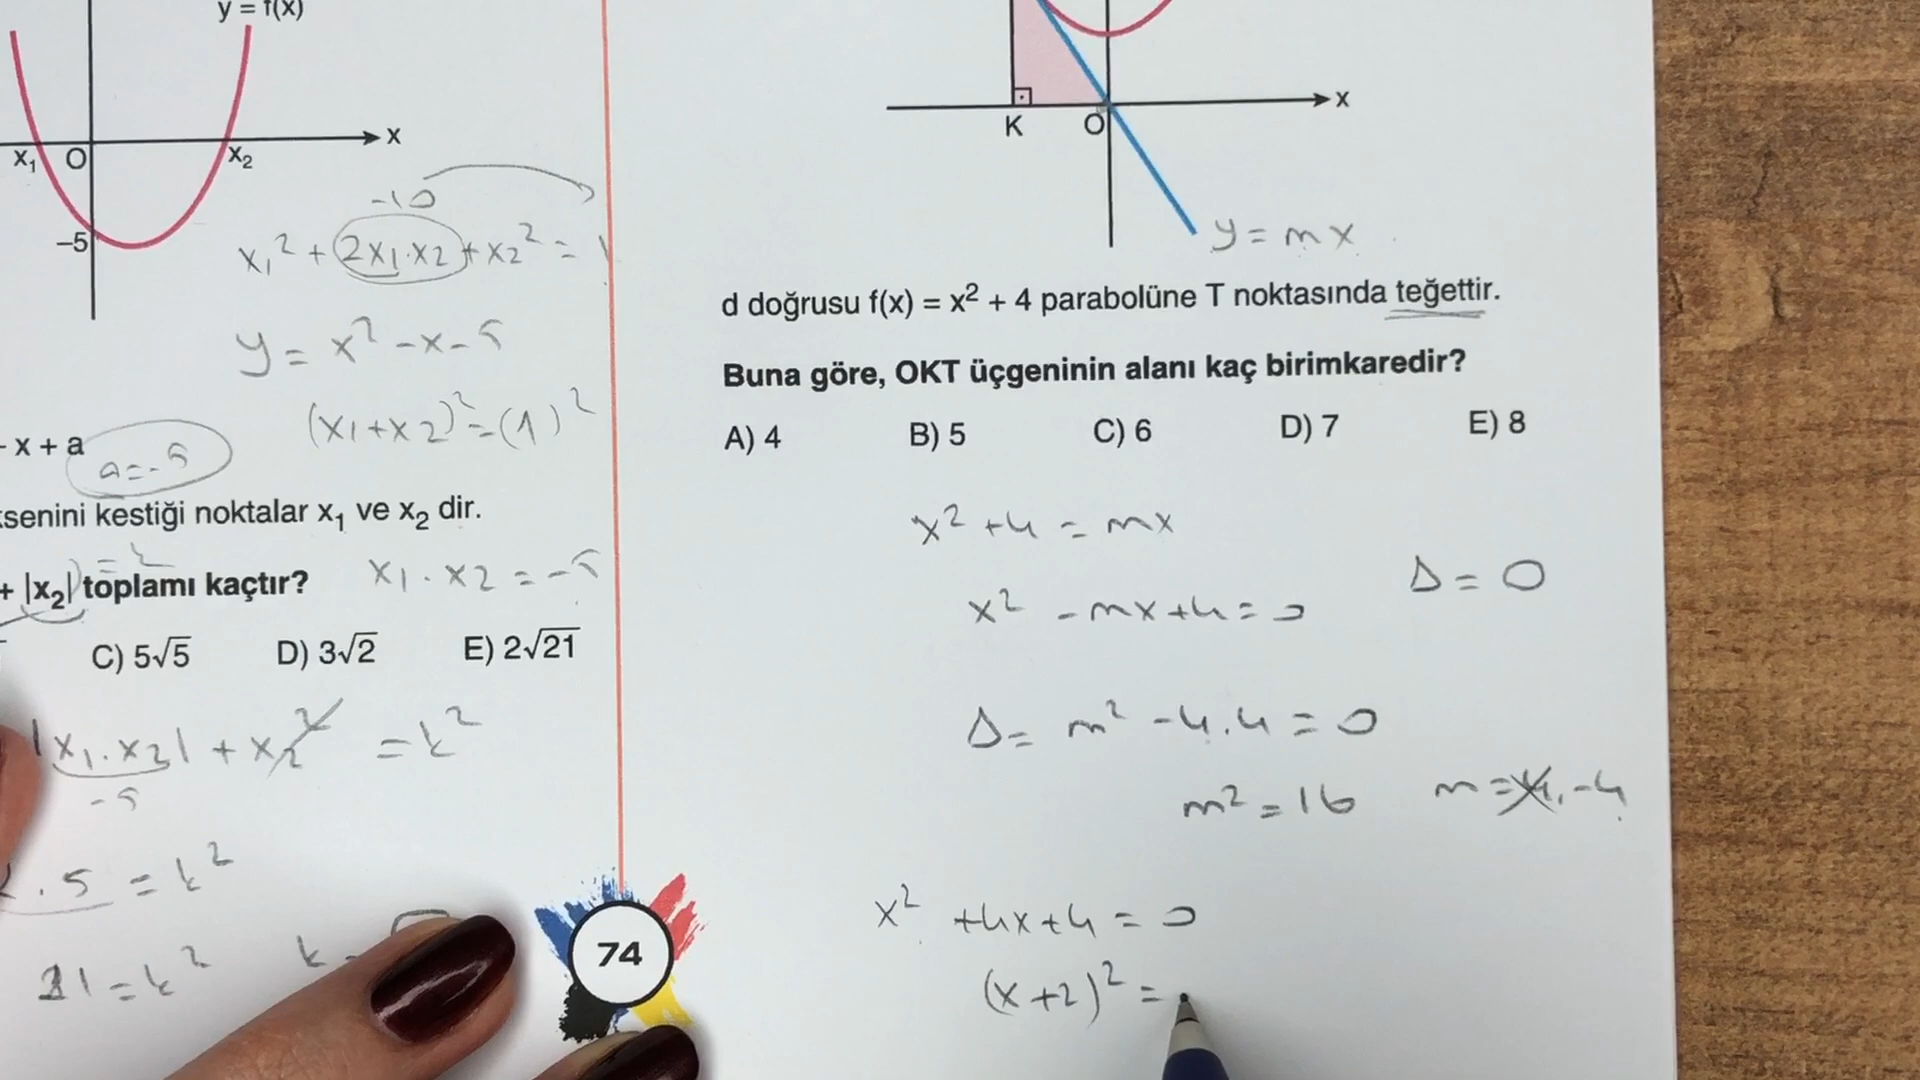 y = f(x)
x
x₁ O x₂
-5
-10
x₁² + 2x₁.x₂ + x₂² = 1
y = x² - x - 5
(x₁+x₂)² = (1)²
- x + a
a = -5
senini kestiği noktalar x₁ ve x₂ dir.
= k
+ |x₂| toplamı kaçtır?
x₁ . x₂ = -5
C) 5√5 D) 3√2 E) 2√21
|x₁.x₂| + x₂² = k²
-5
. 5 = k²
21 = k² k
74
x
K O
y = mx
d doğrusu f(x) = x² + 4 parabolüne T noktasında teğettir.
Buna göre, OKT üçgeninin alanı kaç birimkaredir?
A) 4 B) 5 C) 6 D) 7 E) 8
x² + 4 = mx
x² - mx + 4 = 0
Δ = 0
Δ = m² - 4.4 = 0
m² = 16 m = 4, -4
x² + 4x + 4 = 0
(x + 2)² =